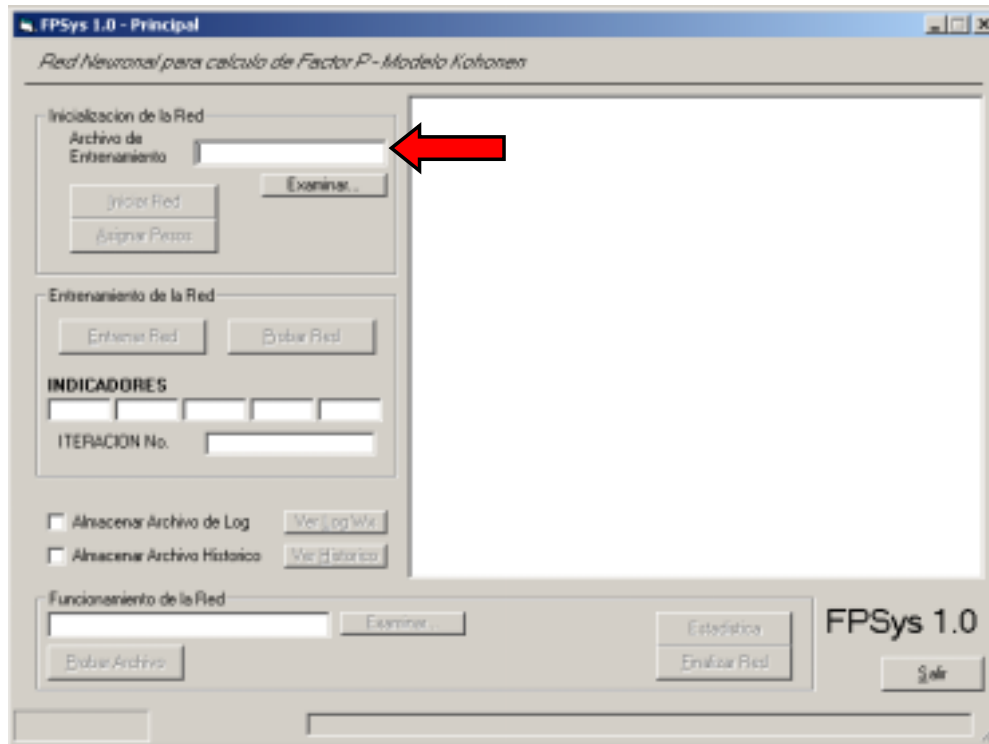 FPSys 1.0 - Principal
Red Neuronal para calculo de Factor P - Modelo Kohonen
Inicializacion de la Red
Archivo de
Entrenamiento
Examinar...
Iniciar Red
Asignar Pesos
Entrenamiento de la Red
Entrenar Red
Probar Red
INDICADORES
ITERACION No.
Almacenar Archivo de Log
Ver Log Wx
Almacenar Archivo Historico
Ver Historico
Funcionamiento de la Red
Examinar...
Probar Archivo
Estadistica
Finalizar Red
FPSys 1.0
Salir